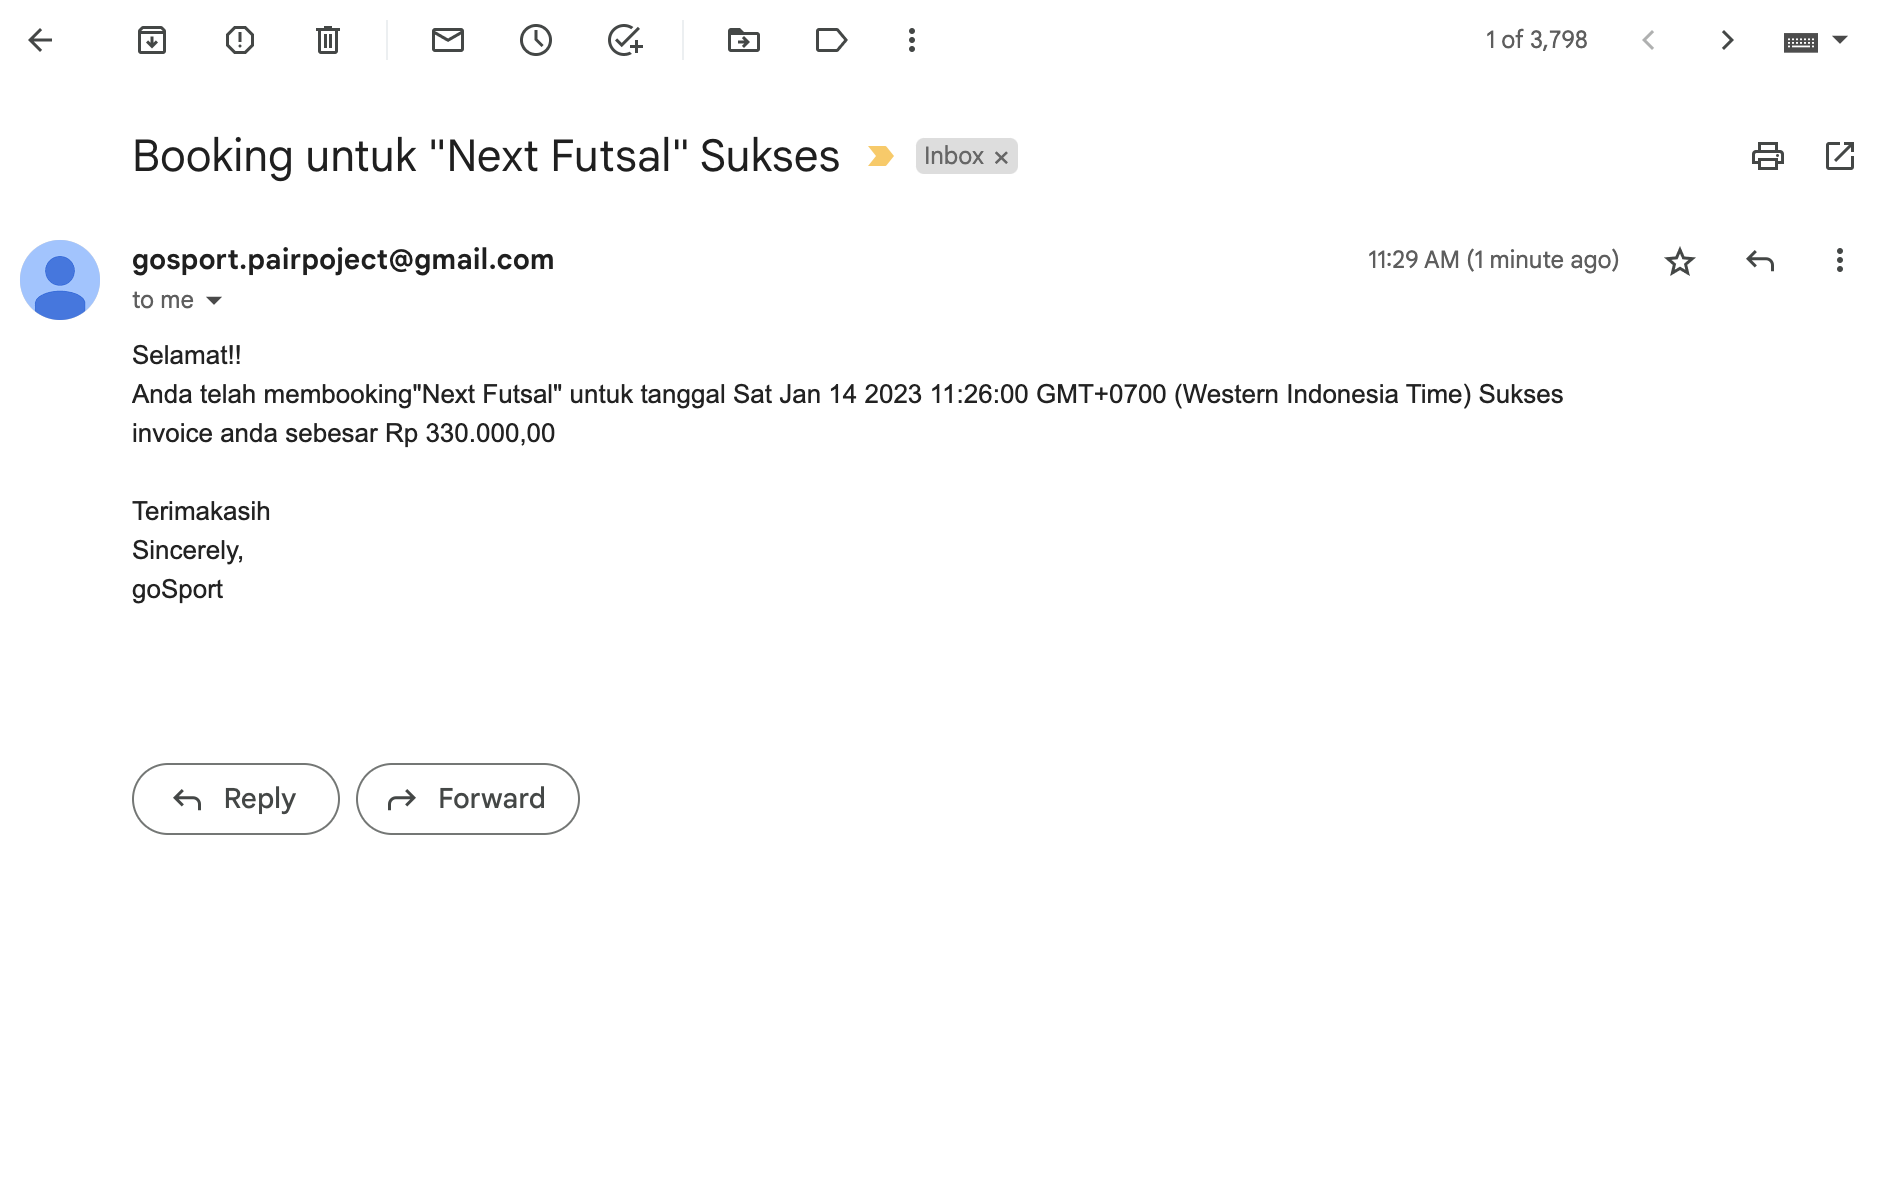 1 of 3,798
Booking untuk "Next Futsal" Sukses Inbox ×
gosport.pairpoject@gmail.com 11:29 AM (1 minute ago)
to me
Selamat!!
Anda telah membooking"Next Futsal" untuk tanggal Sat Jan 14 2023 11:26:00 GMT+0700 (Western Indonesia Time) Sukses
invoice anda sebesar Rp 330.000,00
Terimakasih
Sincerely,
goSport
Reply Forward